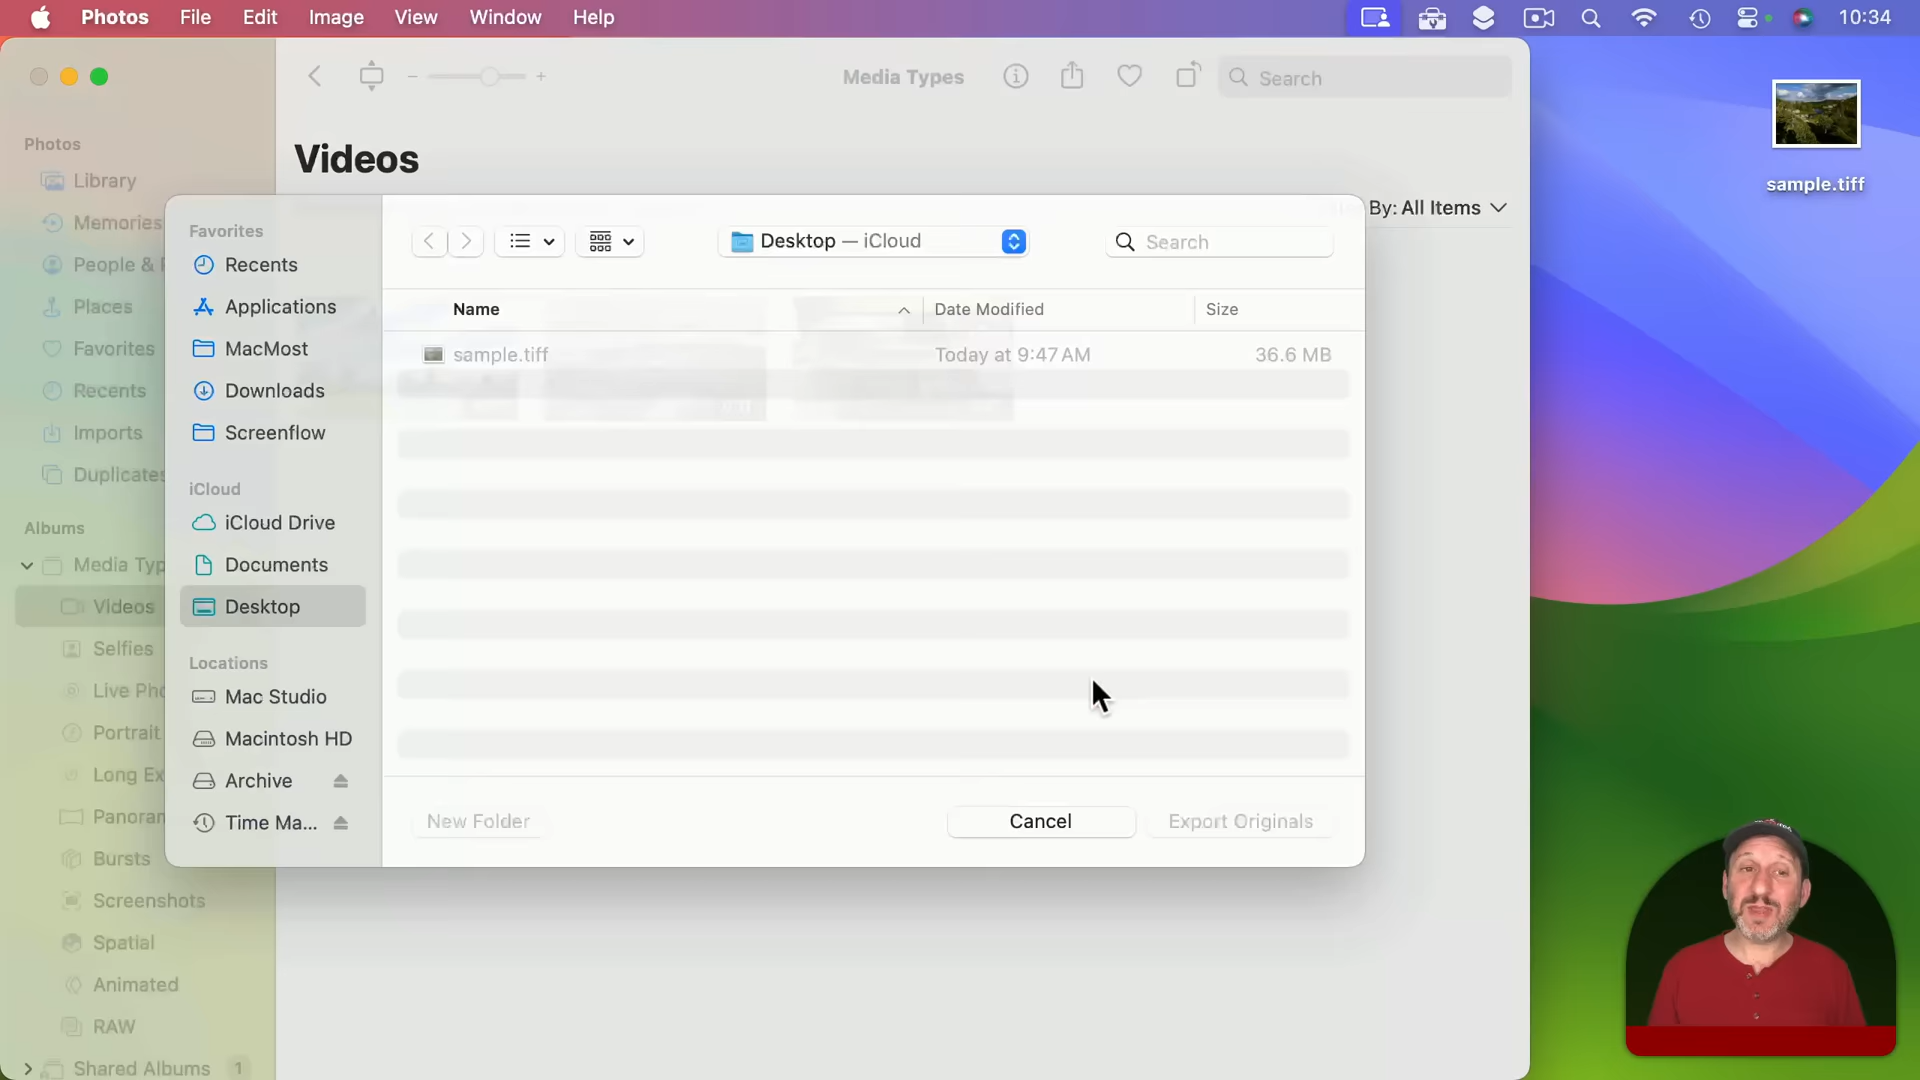 Photos File Edit Image View Window Help 10:34
Media Types
Search
sample.tiff
Videos
By: All Items
Photos
Library
Memories
People &
Places
Favorites
Recents
Imports
Duplicates
Albums
Media Typ
Videos
Selfies
Live Pho
Portrait
Long Ex
Panoram
Bursts
Screenshots
Spatial
Animated
RAW
Shared Albums 1
Favorites
Recents
Applications
MacMost
Downloads
Screenflow
iCloud
iCloud Drive
Documents
Desktop
Locations
Mac Studio
Macintosh HD
Archive
Time Ma...
Desktop — iCloud
Search
Name Date Modified Size
sample.tiff Today at 9:47 AM 36.6 MB
New Folder Cancel Export Originals